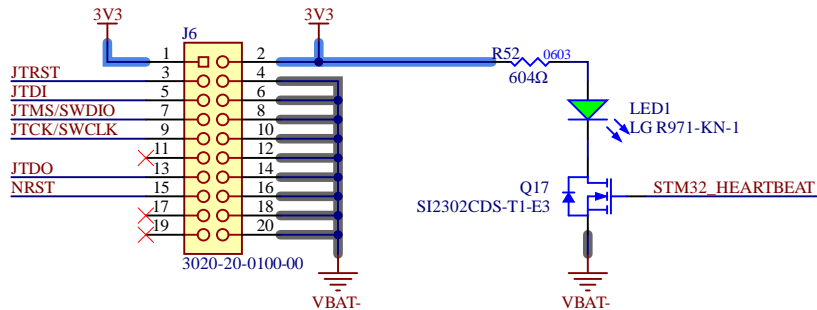 3V3
3V3
J6
1
2
3
4
5
6
7
8
9
10
11
12
13
14
15
16
17
18
19
20
JTRST
JTDI
JTMS/SWDIO
JTCK/SWCLK
JTDO
NRST
3020-20-0100-00
VBAT-
R52
0603
604Ω
LED1
LG R971-KN-1
Q17
SI2302CDS-T1-E3
STM32_HEARTBEAT
VBAT-